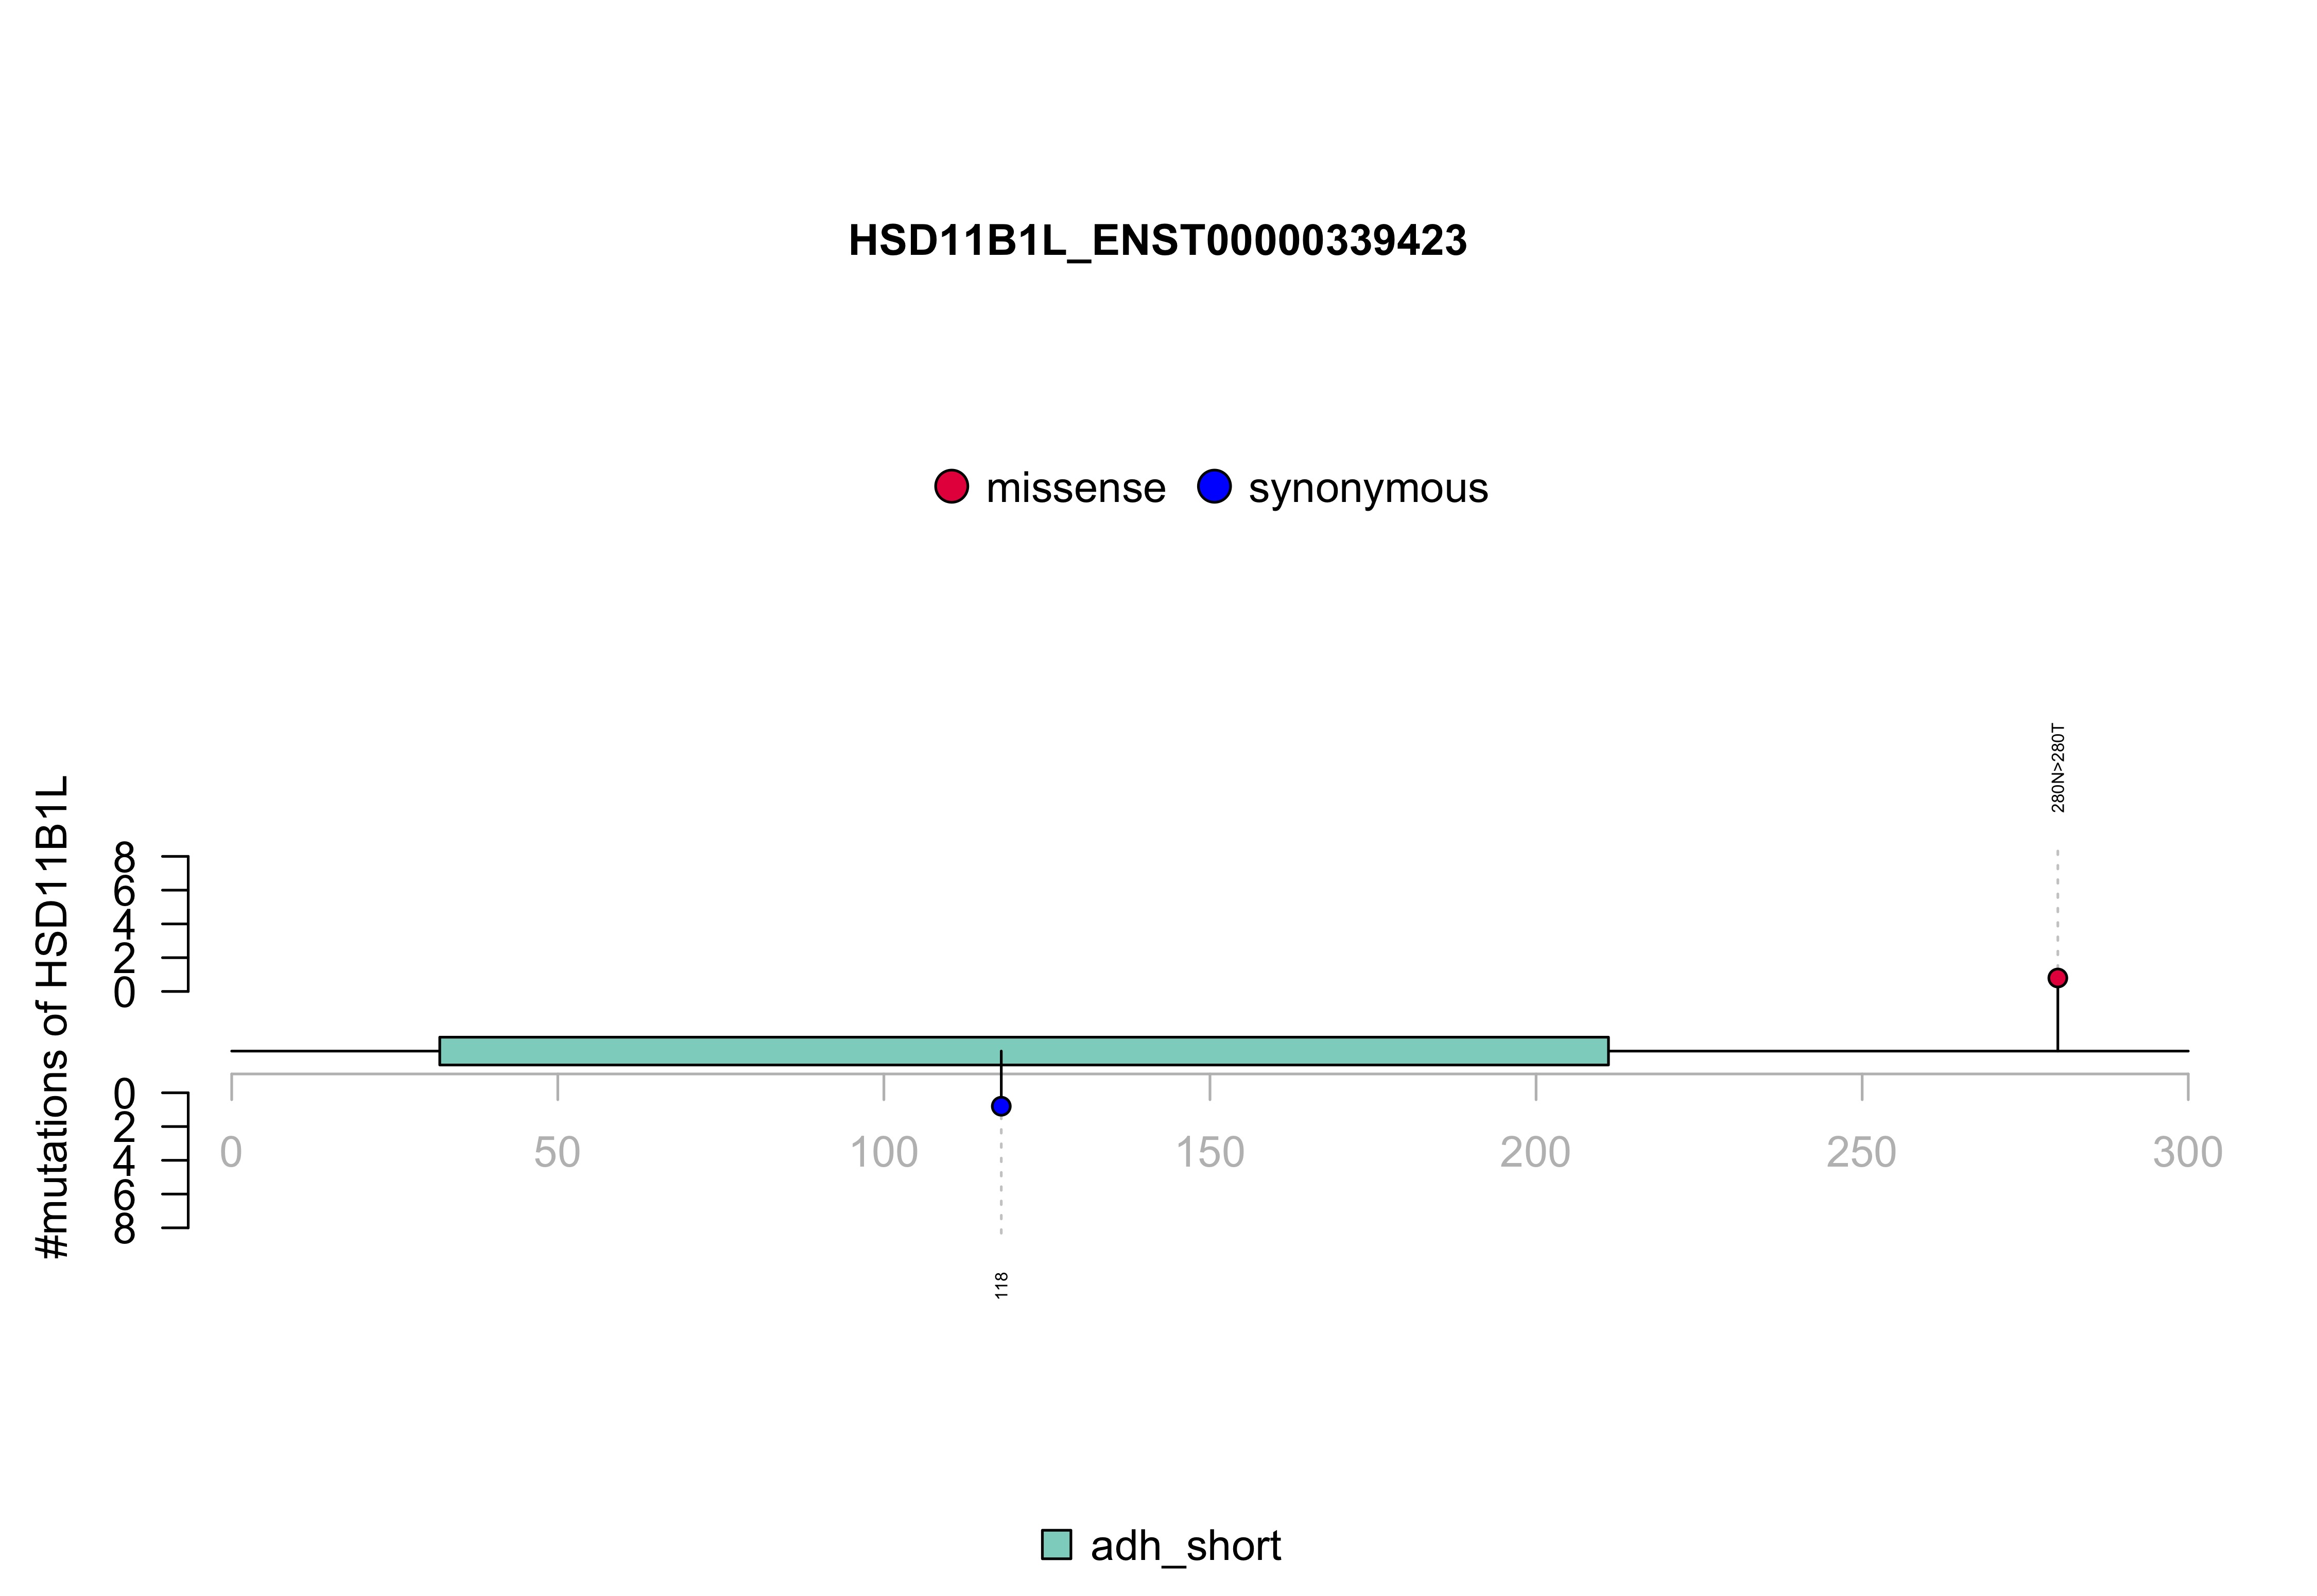 HSD11B1L_ENST00000339423
missense synonymous
280N>280T
#mutations of HSD11B1L
8
6
4
2
0
0
2
4
6
8
0 50 100 150 200 250 300
118
adh_short